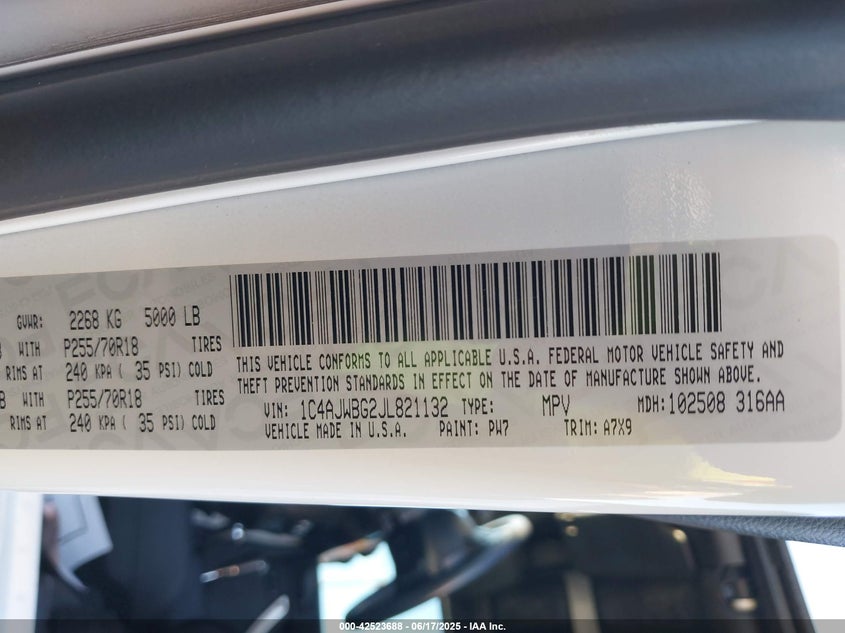 GVWR: 2268 KG 5000 LB
WITH P255/70R18 TIRES
RIMS AT 240 KPA ( 35 PSI) COLD
WITH P255/70R18 TIRES
RIMS AT 240 KPA ( 35 PSI) COLD
THIS VEHICLE CONFORMS TO ALL APPLICABLE U.S.A. FEDERAL MOTOR VEHICLE SAFETY AND
THEFT PREVENTION STANDARDS IN EFFECT ON THE DATE OF MANUFACTURE SHOWN ABOVE.
VIN: 1C4AJWBG2JL821132 TYPE: MPV MDH:102508 316AA
VEHICLE MADE IN U.S.A. PAINT: PW7 TRIM: A7X9
000-42523688 - 06/17/2025 - IAA Inc.